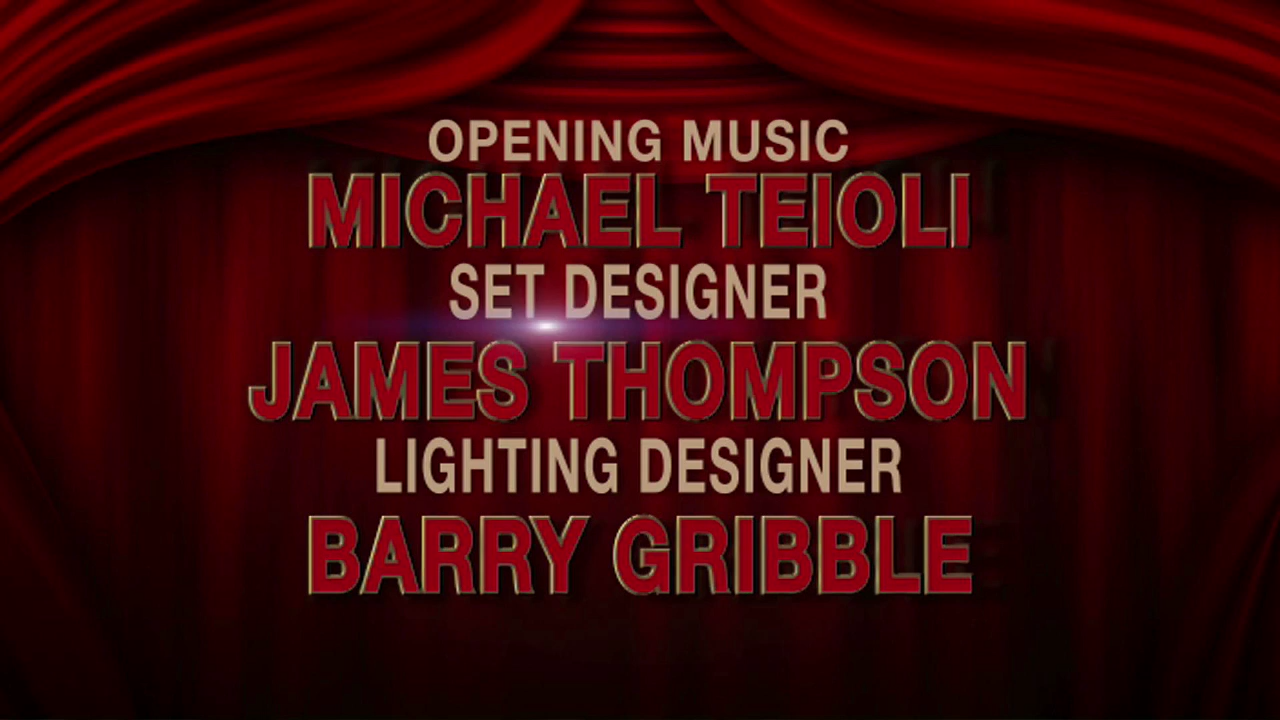 OPENING MUSIC
MICHAEL TEIOLI
SET DESIGNER
JAMES THOMPSON
LIGHTING DESIGNER
BARRY GRIBBLE